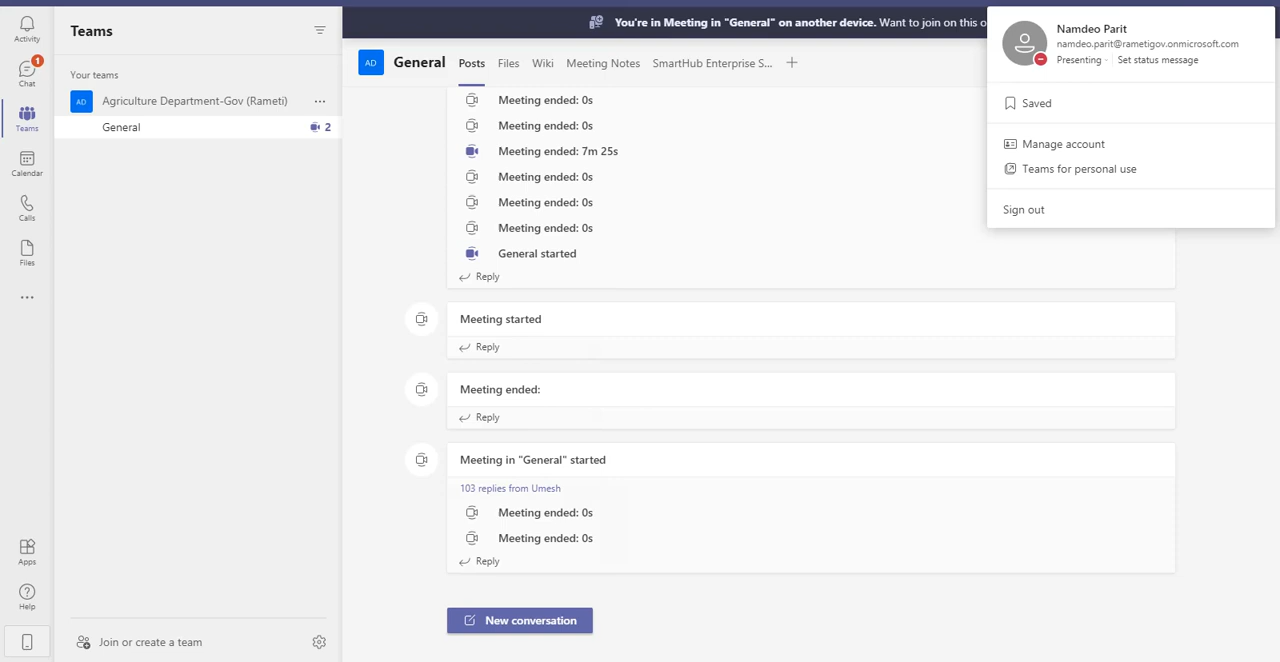 Activity
1
Chat
Teams
Calendar
Calls
Files
Apps
Help
Teams
Your teams
AD Agriculture Department-Gov (Rameti) ...
General 2
Join or create a team
You're in Meeting in "General" on another device. Want to join on this o
AD General Posts Files Wiki Meeting Notes SmartHub Enterprise S... +
Meeting ended: 0s
Meeting ended: 0s
Meeting ended: 7m 25s
Meeting ended: 0s
Meeting ended: 0s
Meeting ended: 0s
General started
Reply
Meeting started
Reply
Meeting ended:
Reply
Meeting in "General" started
103 replies from Umesh
Meeting ended: 0s
Meeting ended: 0s
Reply
New conversation
Namdeo Parit
namdeo.parit@rametigov.onmicrosoft.com
Presenting Set status message
Saved
Manage account
Teams for personal use
Sign out